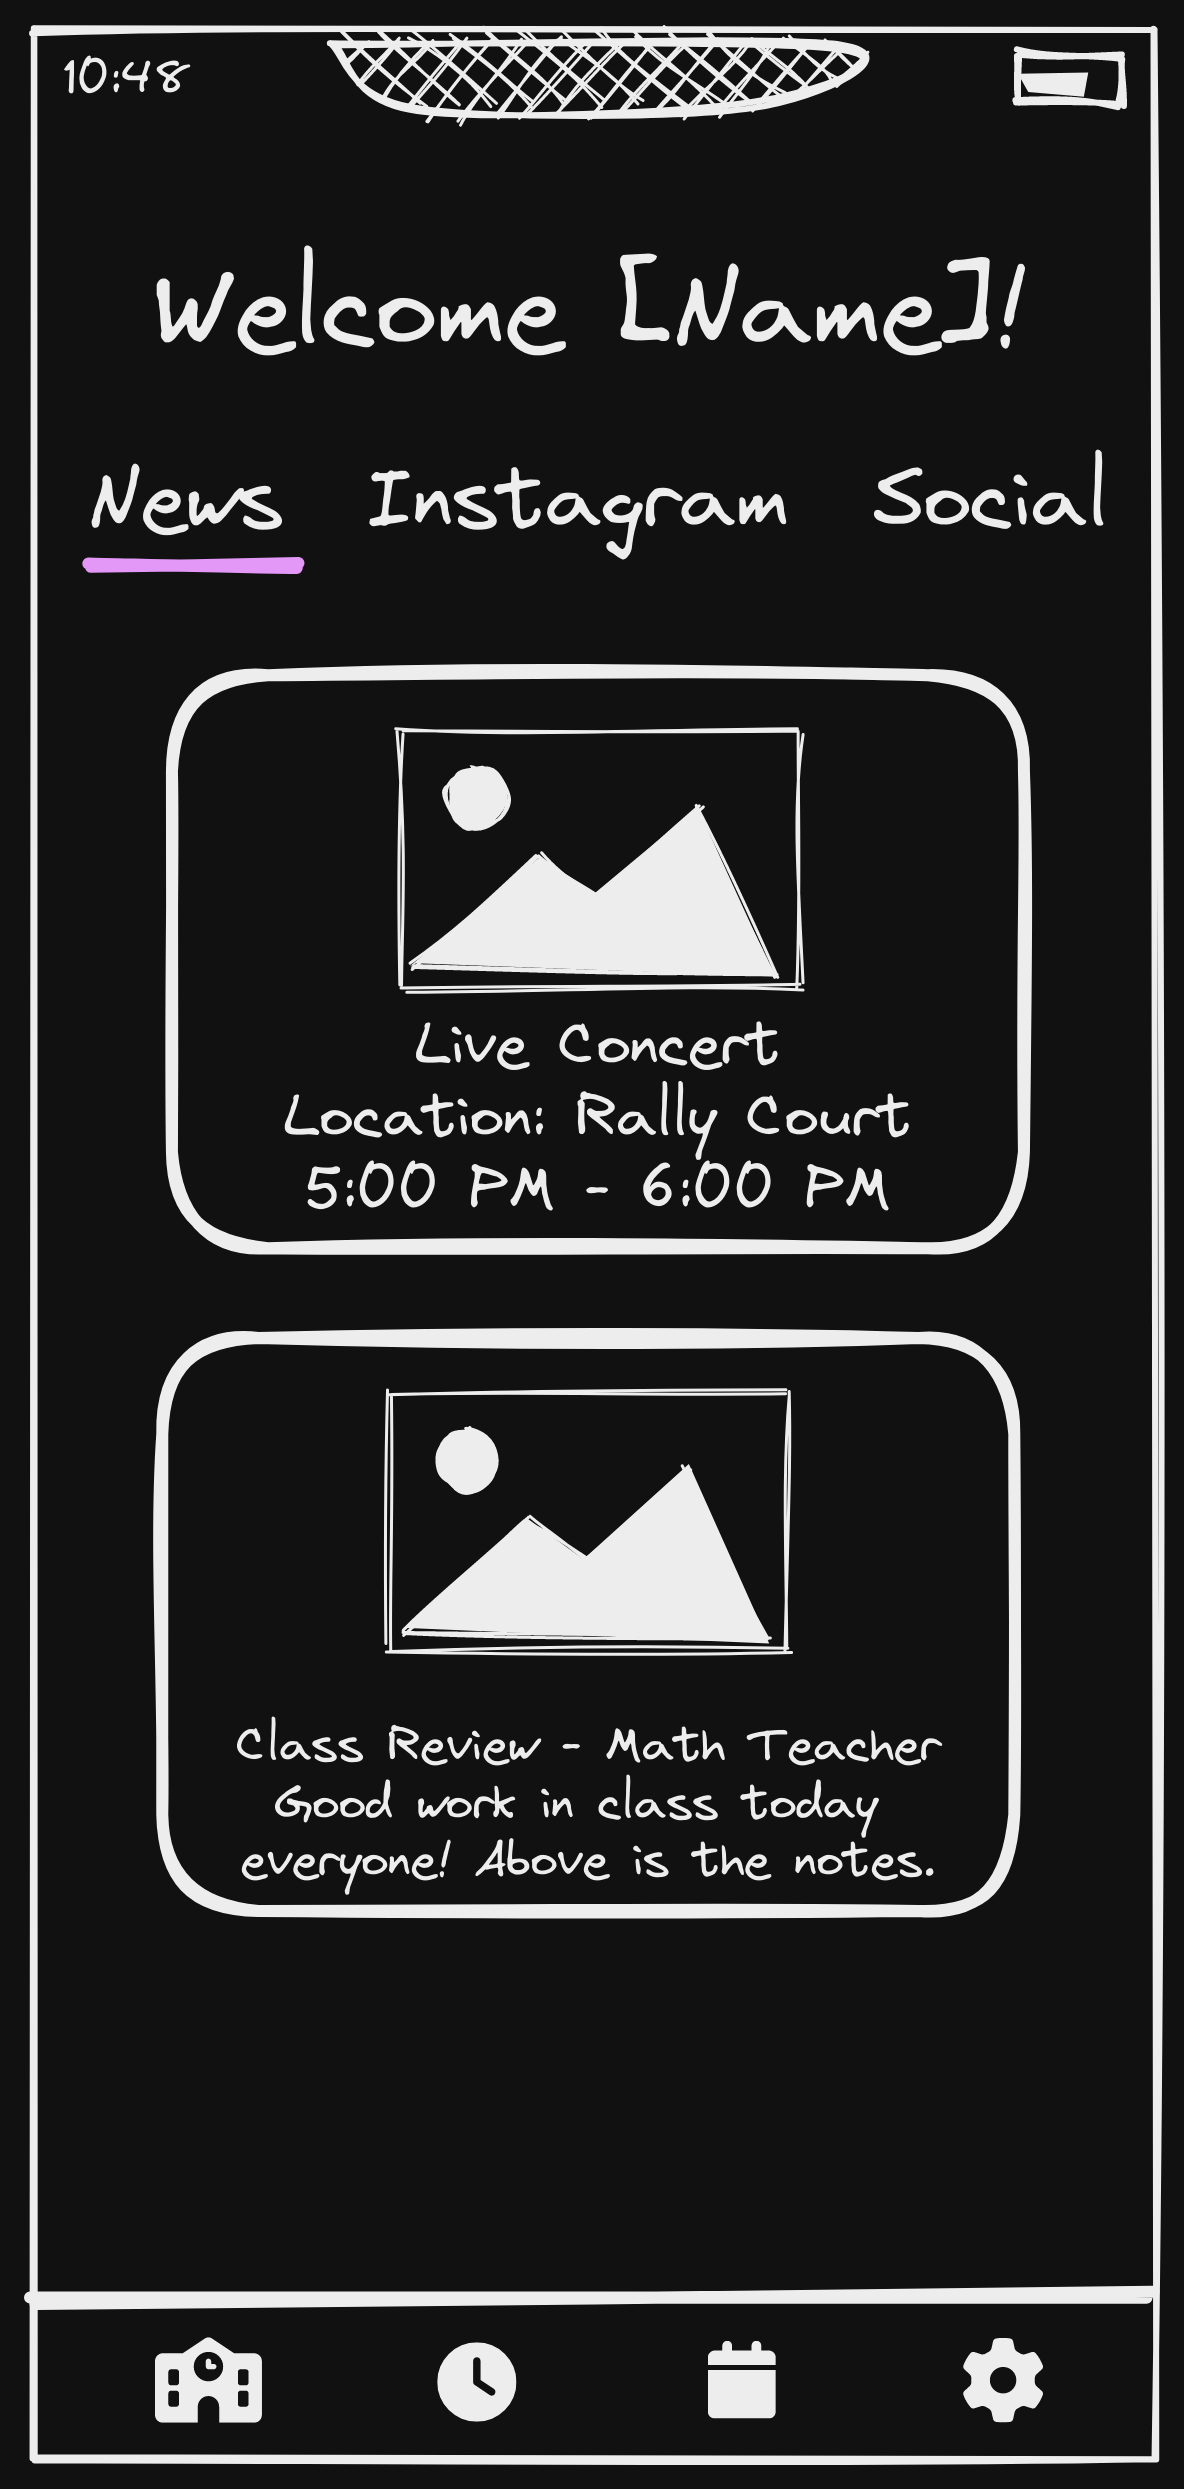 10:48
Welcome [Name]!
News Instagram Social
Live Concert
Location: Rally Court
5:00 PM - 6:00 PM
Class Review - Math Teacher
Good work in class today
everyone! Above is the notes.